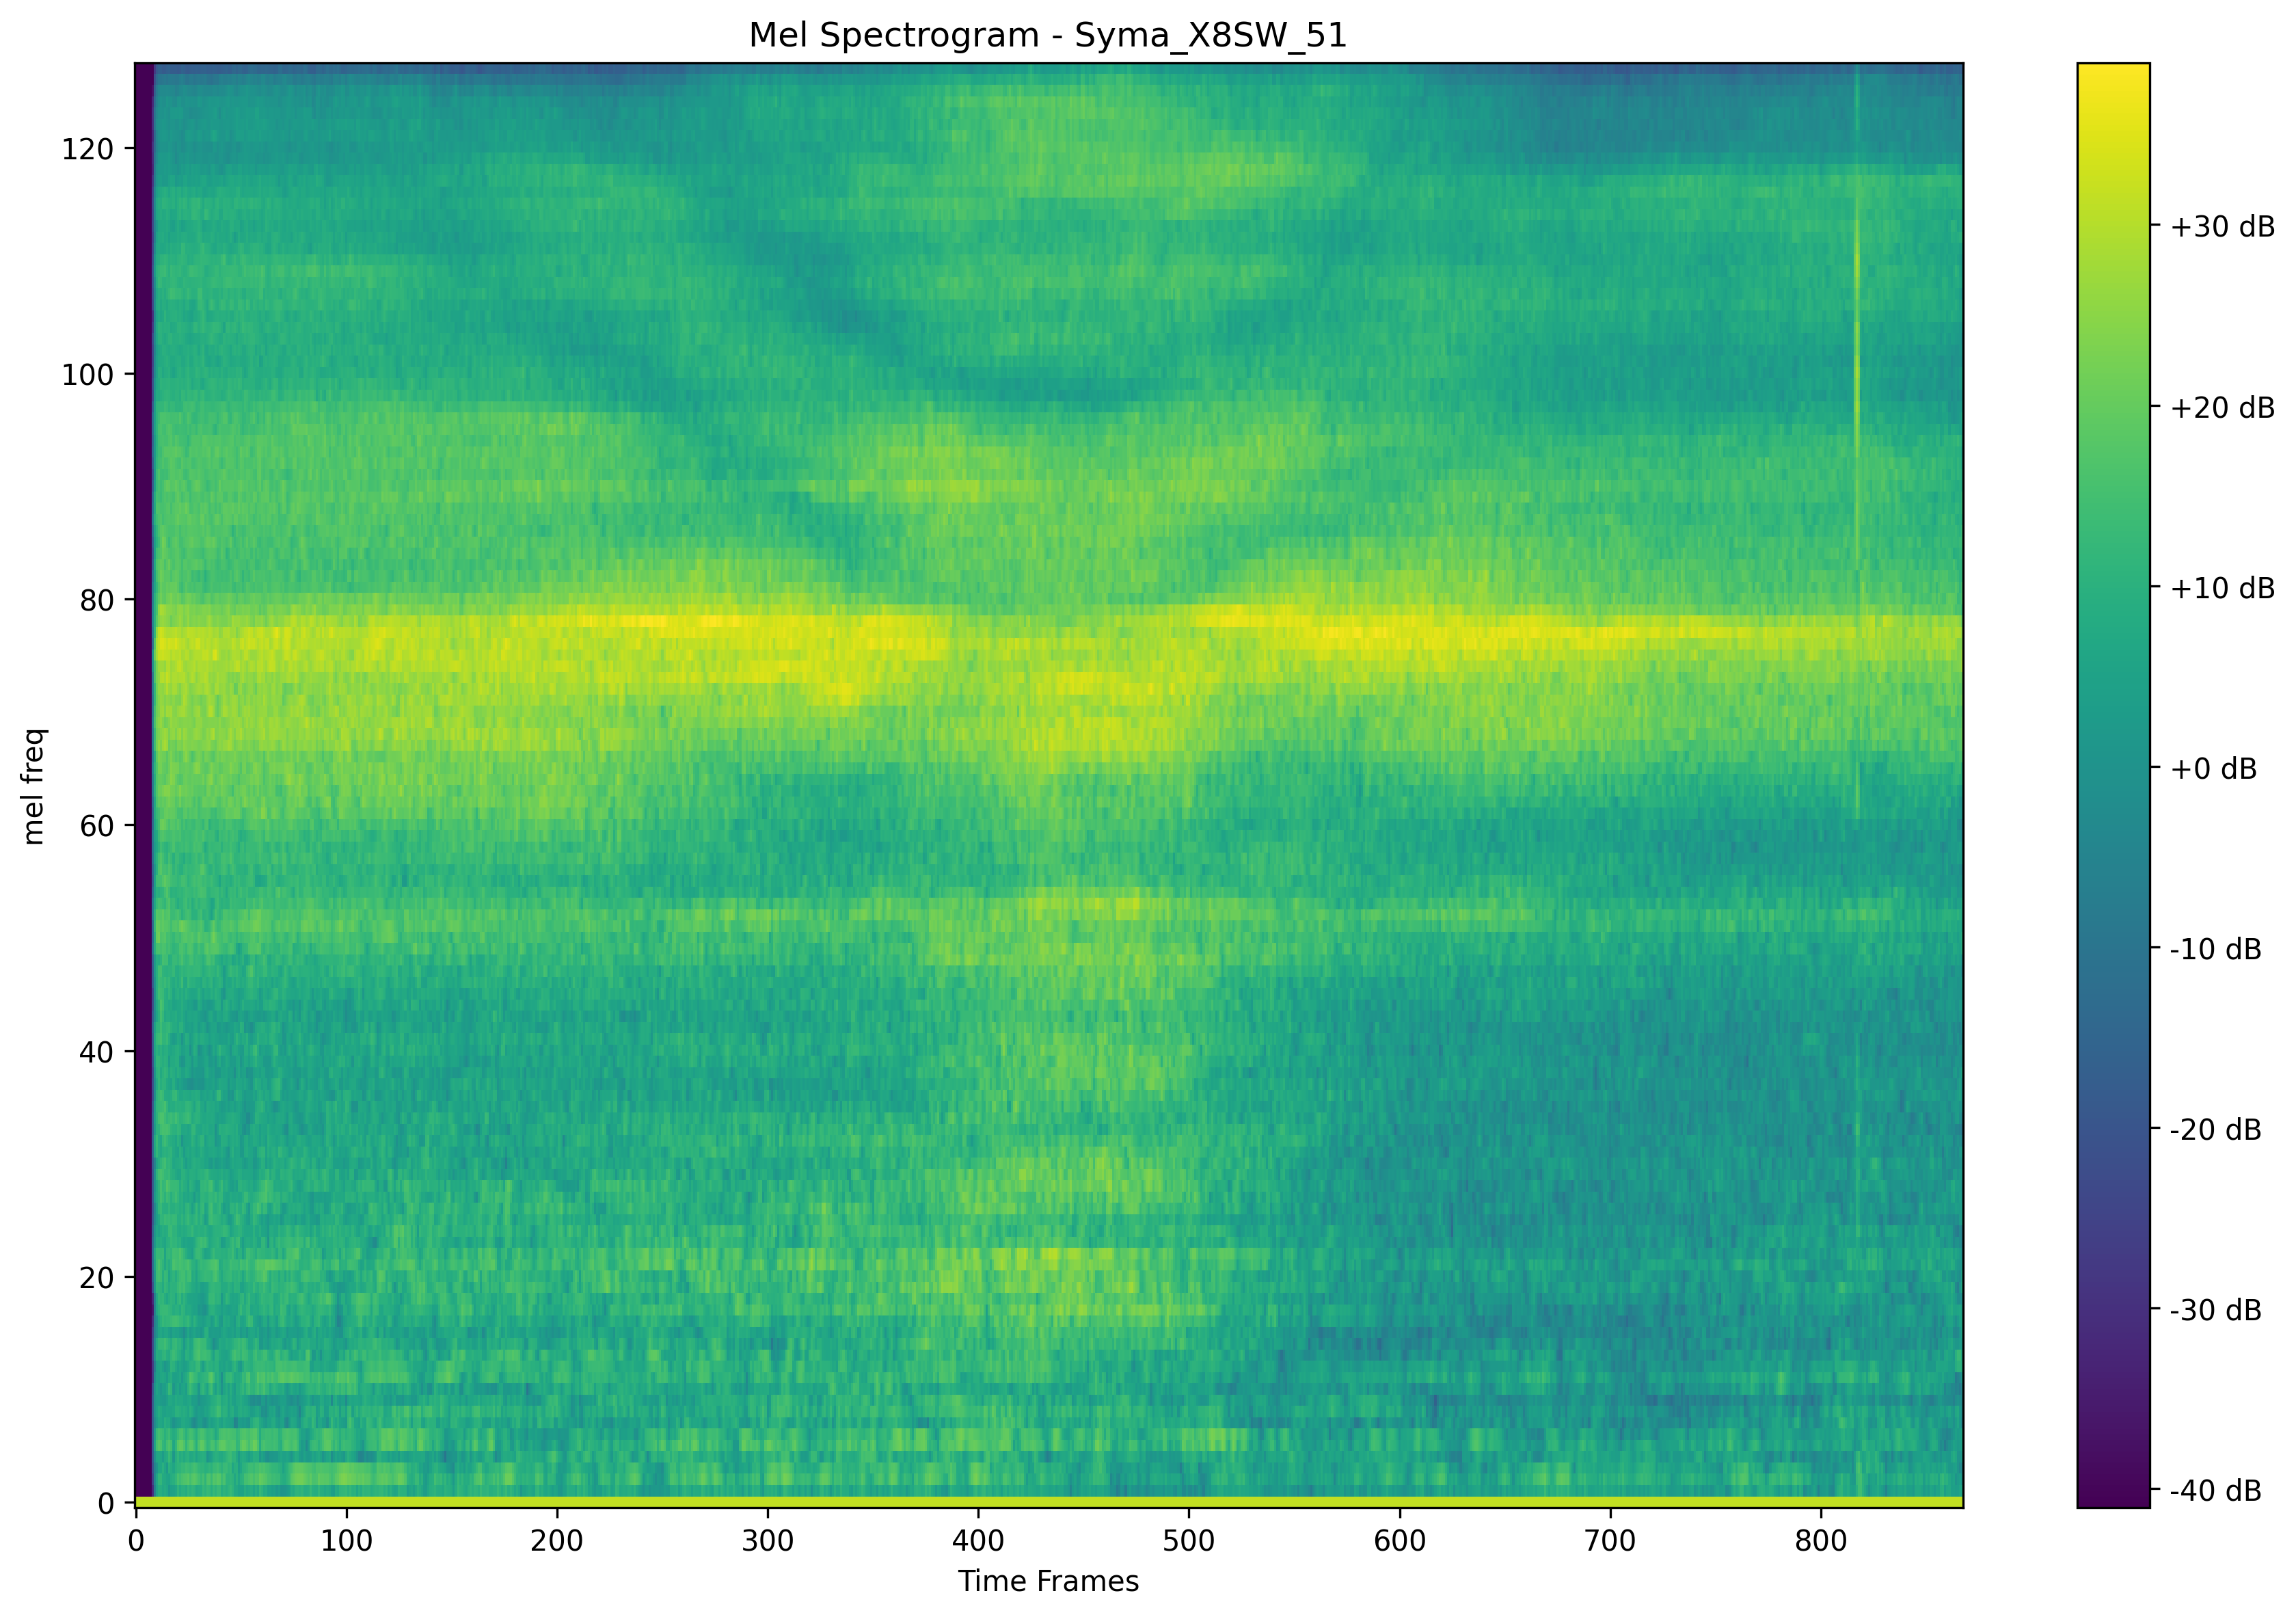 Mel Spectrogram - Syma_X8SW_51
mel freq
120
100
80
60
40
20
0
0 100 200 300 400 500 600 700 800
Time Frames
+30 dB
+20 dB
+10 dB
+0 dB
-10 dB
-20 dB
-30 dB
-40 dB